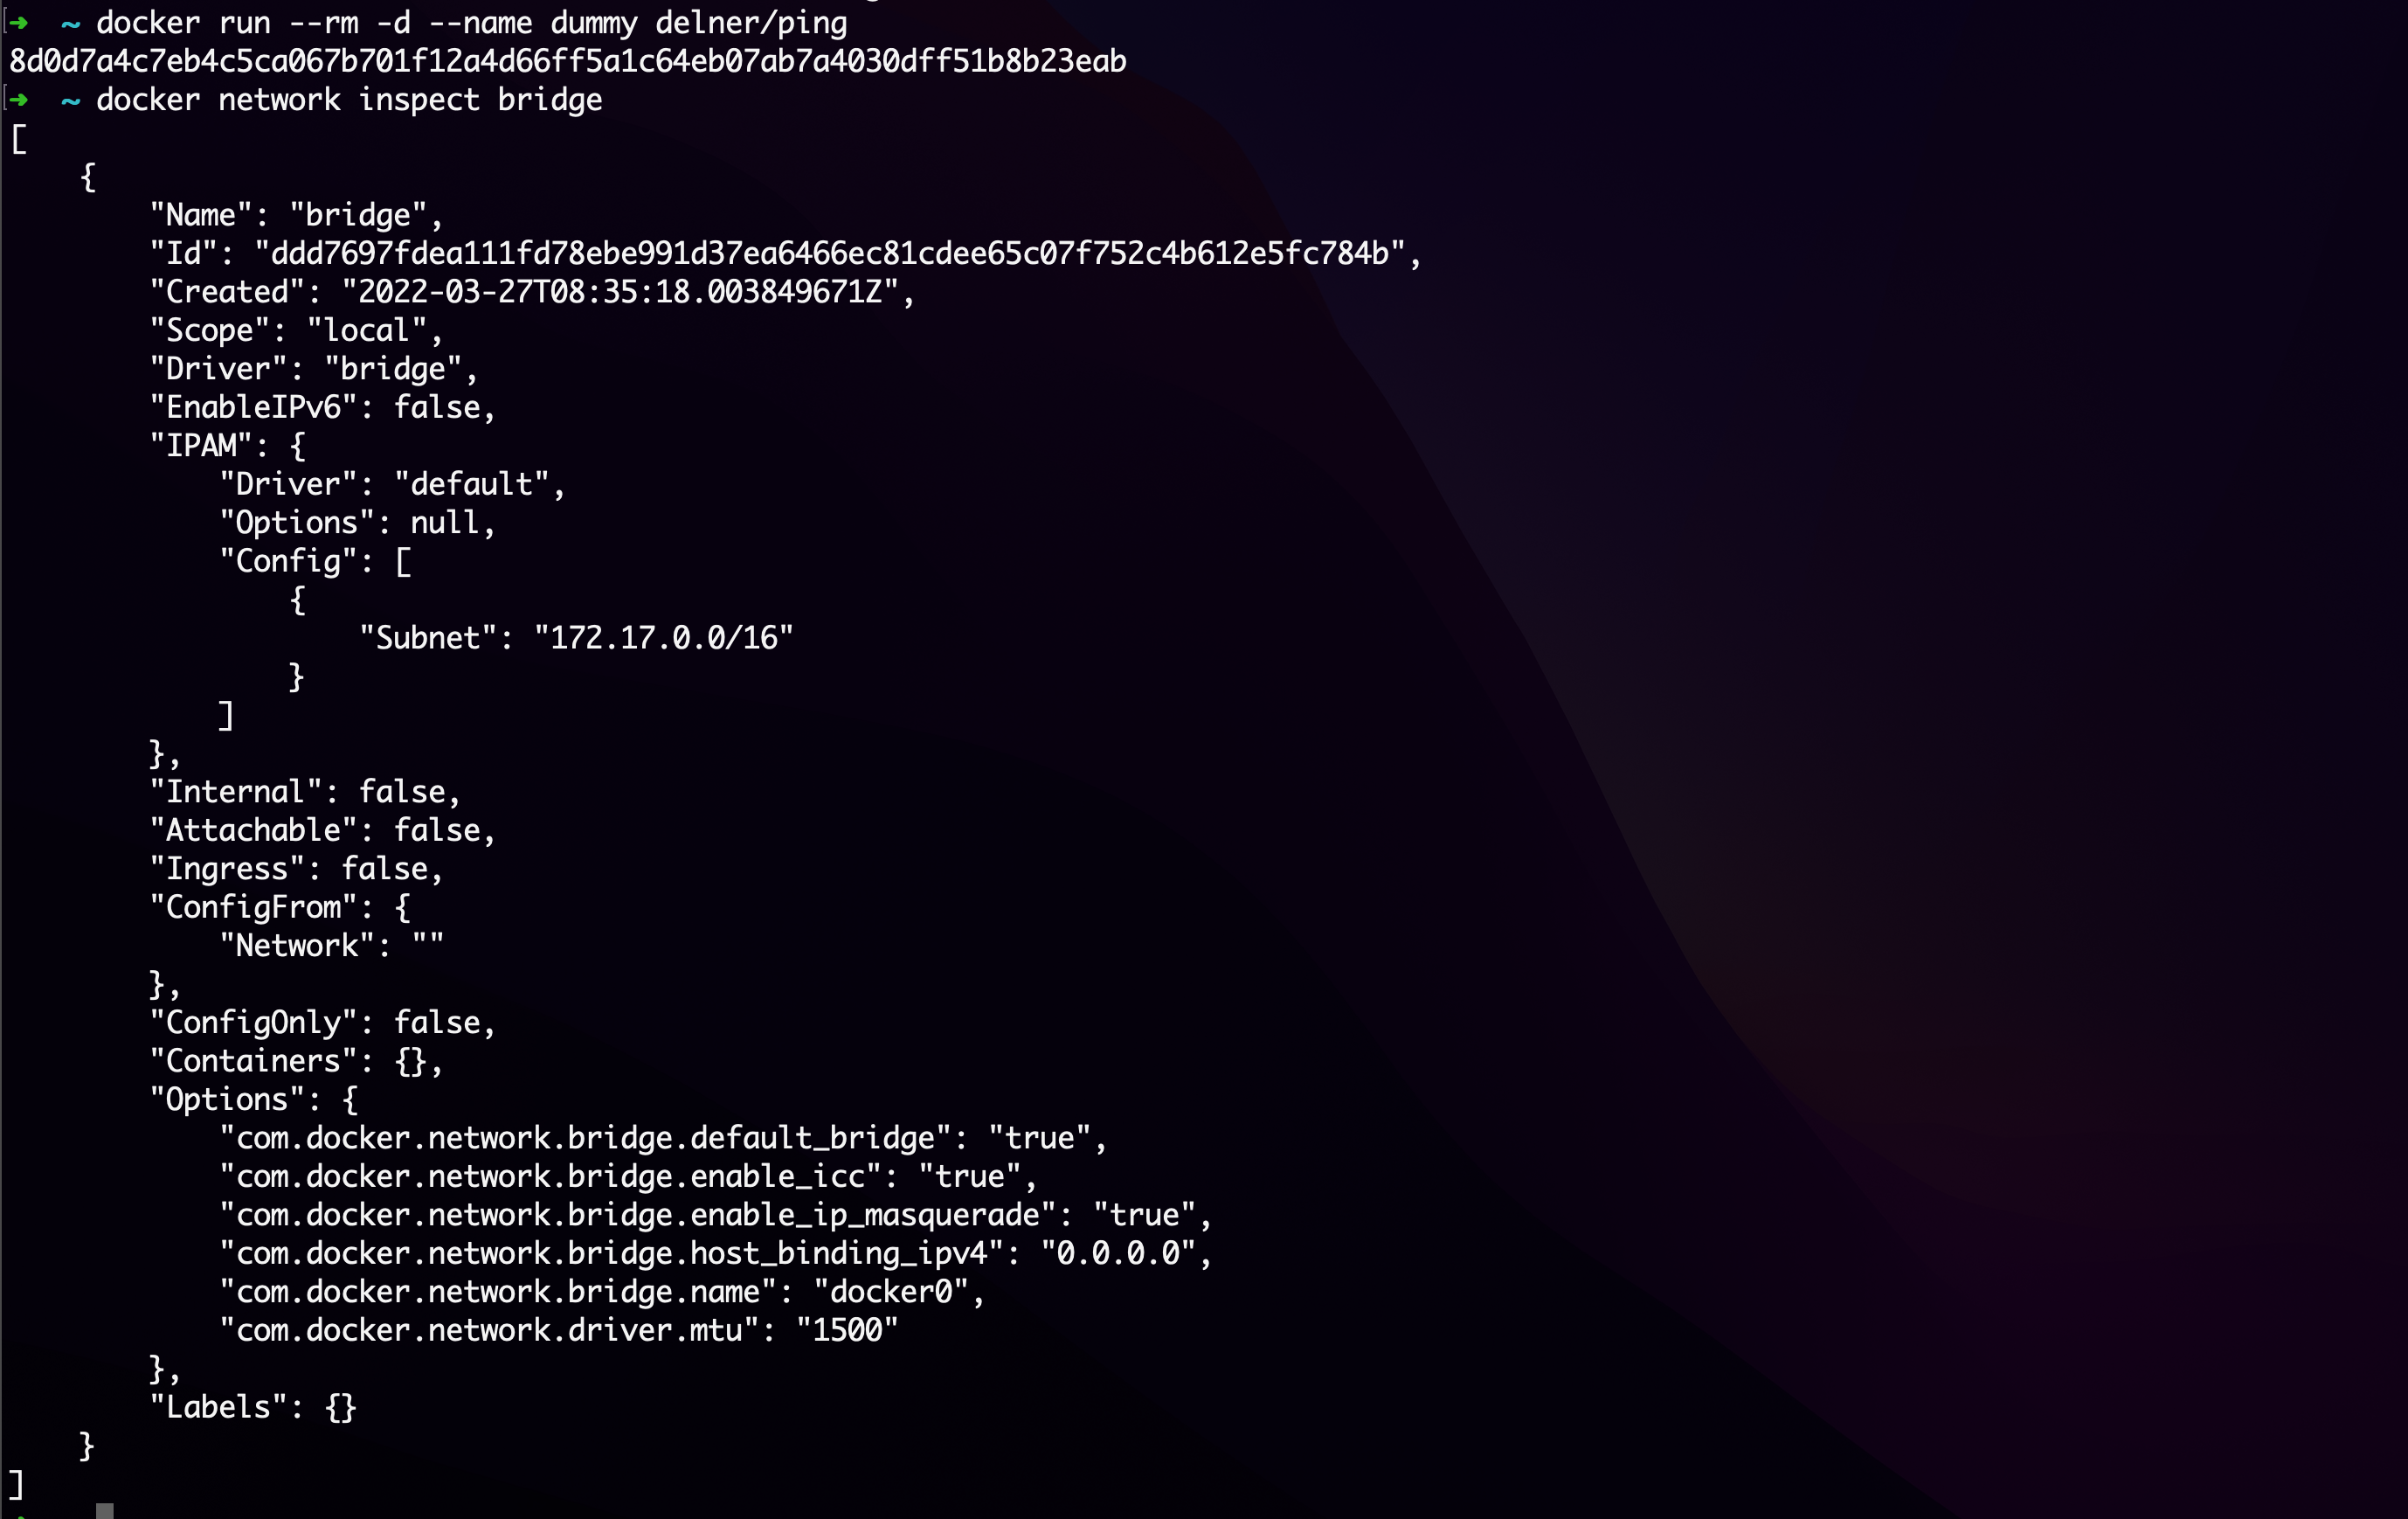 ➜  ~ docker run --rm -d --name dummy delner/ping
8d0d7a4c7eb4c5ca067b701f12a4d66ff5a1c64eb07ab7a4030dff51b8b23eab
➜  ~ docker network inspect bridge
[
    {
        "Name": "bridge",
        "Id": "ddd7697fdea111fd78ebe991d37ea6466ec81cdee65c07f752c4b612e5fc784b",
        "Created": "2022-03-27T08:35:18.003849671Z",
        "Scope": "local",
        "Driver": "bridge",
        "EnableIPv6": false,
        "IPAM": {
            "Driver": "default",
            "Options": null,
            "Config": [
                {
                    "Subnet": "172.17.0.0/16"
                }
            ]
        },
        "Internal": false,
        "Attachable": false,
        "Ingress": false,
        "ConfigFrom": {
            "Network": ""
        },
        "ConfigOnly": false,
        "Containers": {},
        "Options": {
            "com.docker.network.bridge.default_bridge": "true",
            "com.docker.network.bridge.enable_icc": "true",
            "com.docker.network.bridge.enable_ip_masquerade": "true",
            "com.docker.network.bridge.host_binding_ipv4": "0.0.0.0",
            "com.docker.network.bridge.name": "docker0",
            "com.docker.network.driver.mtu": "1500"
        },
        "Labels": {}
    }
]